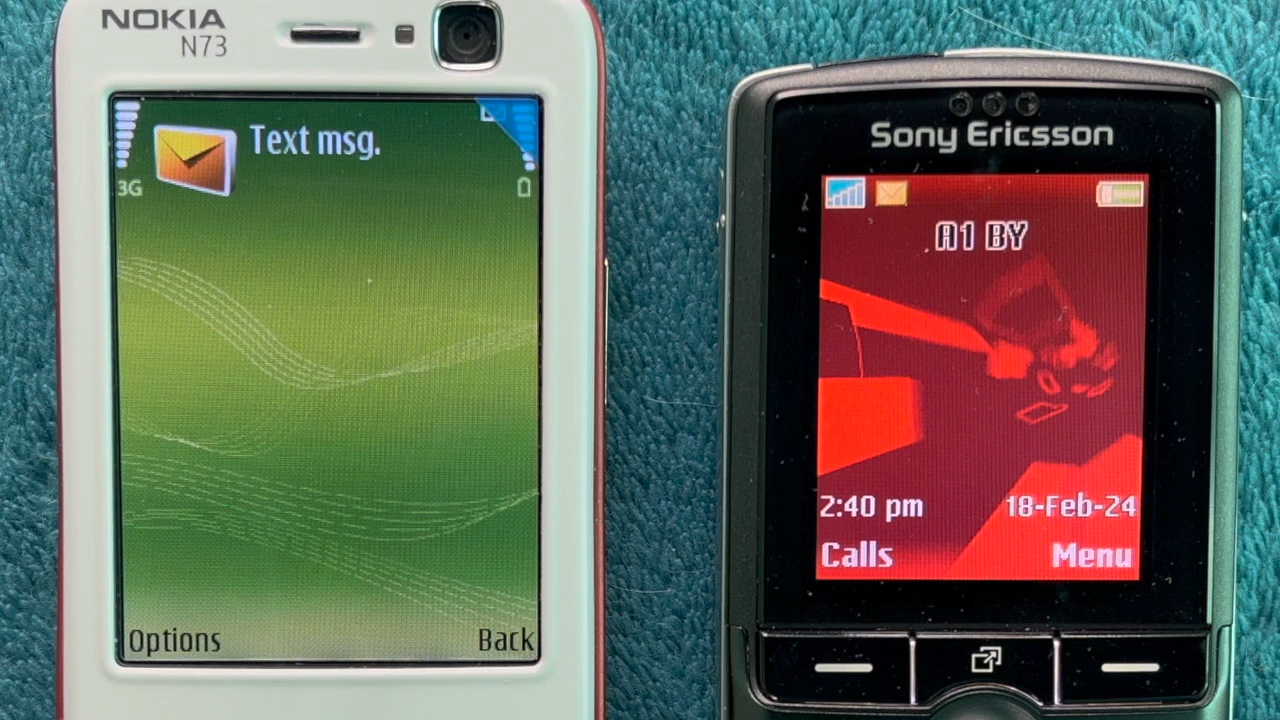 NOKIA
N73
Text msg.
3G
Options
Back
Sony Ericsson
A1 BY
2:40 pm
18-Feb-24
Calls
Menu